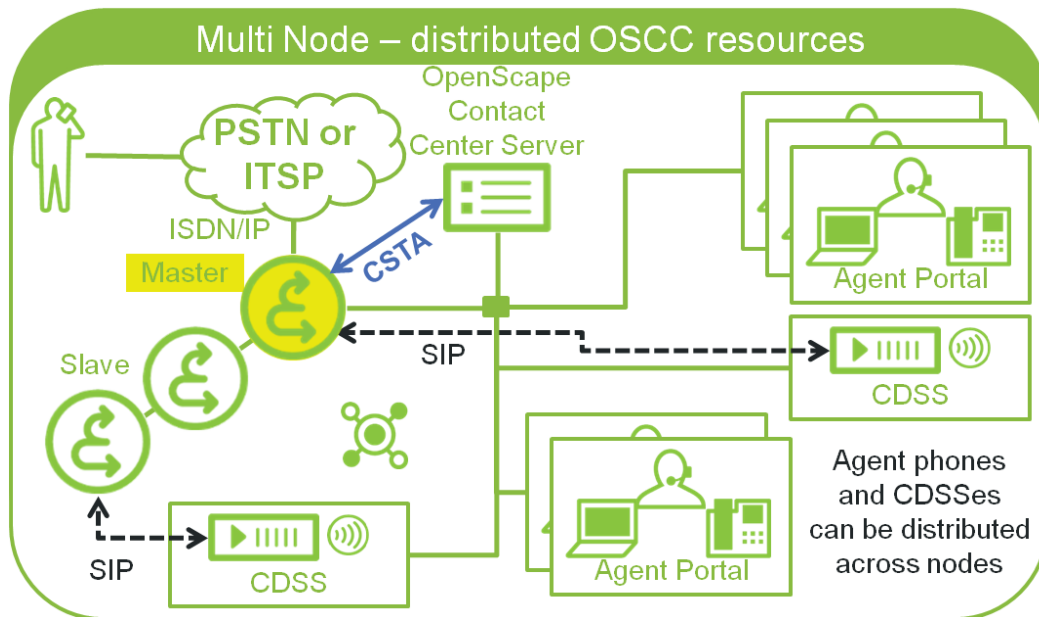 Multi Node – distributed OSCC resources
OpenScape
Contact
Center Server
PSTN or
ITSP
ISDN/IP
CSTA
Master
Agent Portal
SIP
Slave
CDSS
Agent phones
and CDSSes
can be distributed
across nodes
Agent Portal
SIP
CDSS